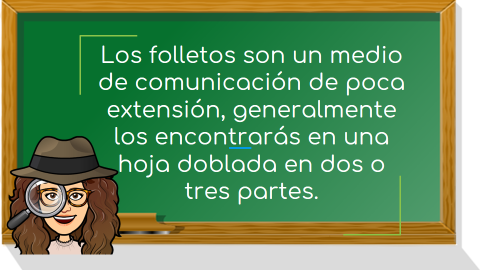 Los folletos son un medio
de comunicación de poca
extensión, generalmente
los encontrarás en una
hoja doblada en dos o
tres partes.